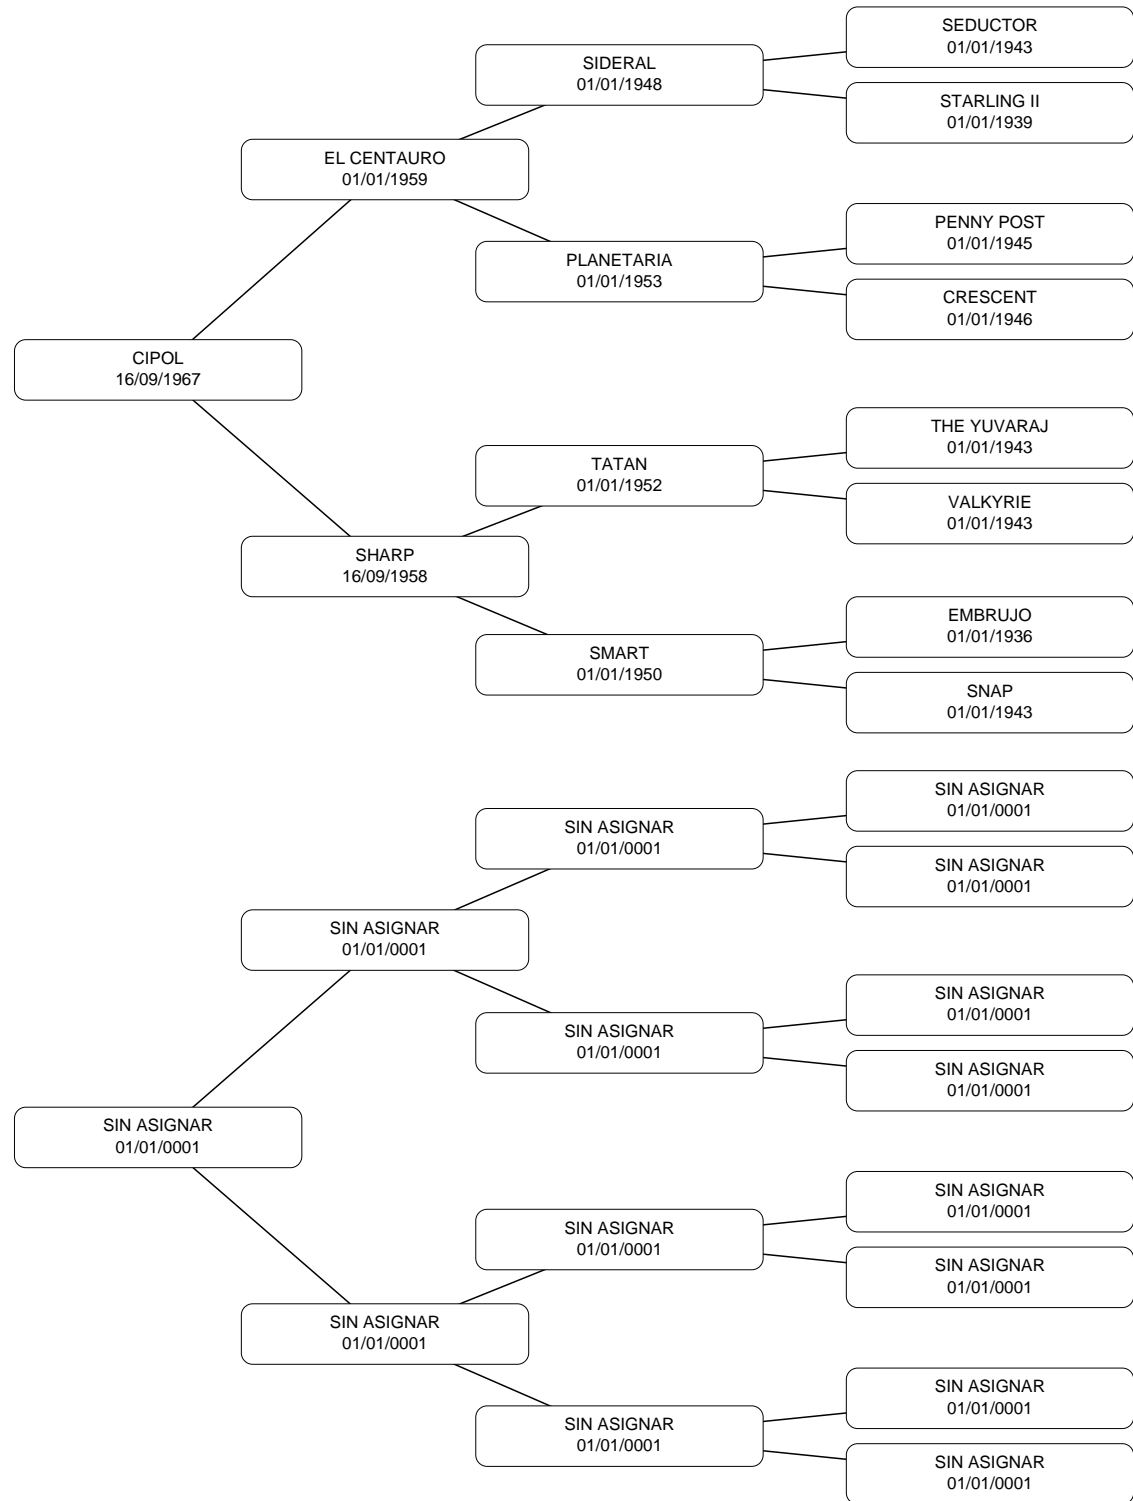 SEDUCTOR
01/01/1943
SIDERAL
01/01/1948
STARLING II
01/01/1939
EL CENTAURO
01/01/1959
PENNY POST
01/01/1945
PLANETARIA
01/01/1953
CRESCENT
01/01/1946
CIPOL
16/09/1967
THE YUVARAJ
01/01/1943
TATAN
01/01/1952
VALKYRIE
01/01/1943
SHARP
16/09/1958
EMBRUJO
01/01/1936
SMART
01/01/1950
SNAP
01/01/1943
SIN ASIGNAR
01/01/0001
SIN ASIGNAR
01/01/0001
SIN ASIGNAR
01/01/0001
SIN ASIGNAR
01/01/0001
SIN ASIGNAR
01/01/0001
SIN ASIGNAR
01/01/0001
SIN ASIGNAR
01/01/0001
SIN ASIGNAR
01/01/0001
SIN ASIGNAR
01/01/0001
SIN ASIGNAR
01/01/0001
SIN ASIGNAR
01/01/0001
SIN ASIGNAR
01/01/0001
SIN ASIGNAR
01/01/0001
SIN ASIGNAR
01/01/0001
SIN ASIGNAR
01/01/0001